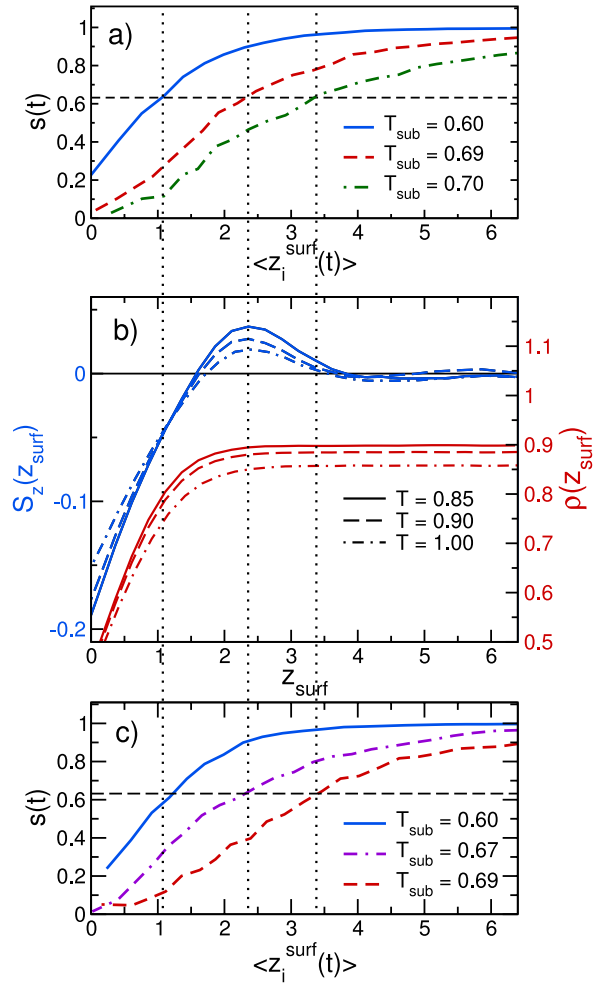 a)
1
0.8
0.6
0.4
0.2
0
s(t)
T_sub = 0.60
T_sub = 0.69
T_sub = 0.70
0 1 2 3 4 5 6
<z_i^surf(t)>
b)
0
-0.1
-0.2
S_z(z_surf)
1.1
1
0.9
0.8
0.7
0.6
0.5
ρ(z_surf)
T = 0.85
T = 0.90
T = 1.00
0 1 2 3 4 5 6
z_surf
c)
1
0.8
0.6
0.4
0.2
0
s(t)
T_sub = 0.60
T_sub = 0.67
T_sub = 0.69
0 1 2 3 4 5 6
<z_i^surf(t)>